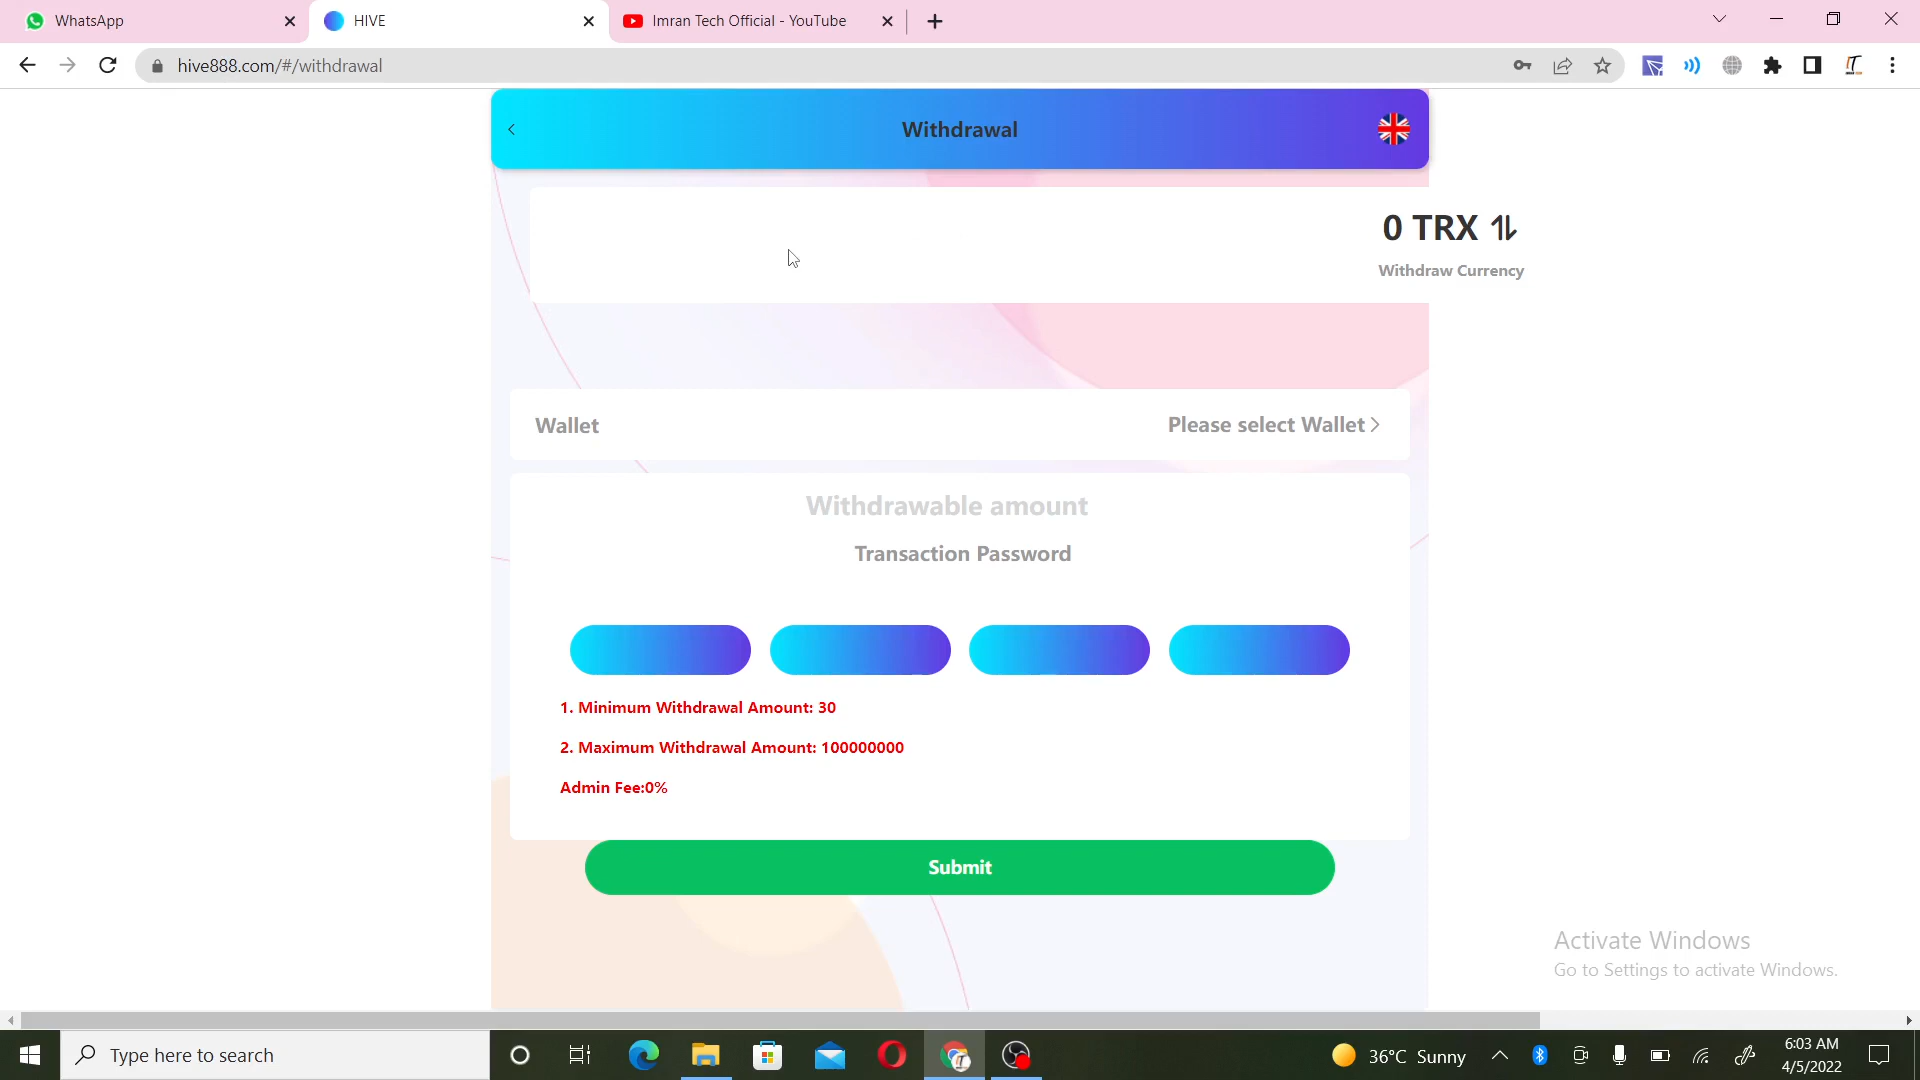 WhatsApp
HIVE
Imran Tech Official - YouTube
hive888.com/#/withdrawal
Withdrawal
0 TRX
Withdraw Currency
Wallet
Please select Wallet
Withdrawable amount
Transaction Password
1. Minimum Withdrawal Amount: 30
2. Maximum Withdrawal Amount: 100000000
Admin Fee:0%
Submit
Activate Windows
Go to Settings to activate Windows.
Type here to search
36°C Sunny
6:03 AM
4/5/2022